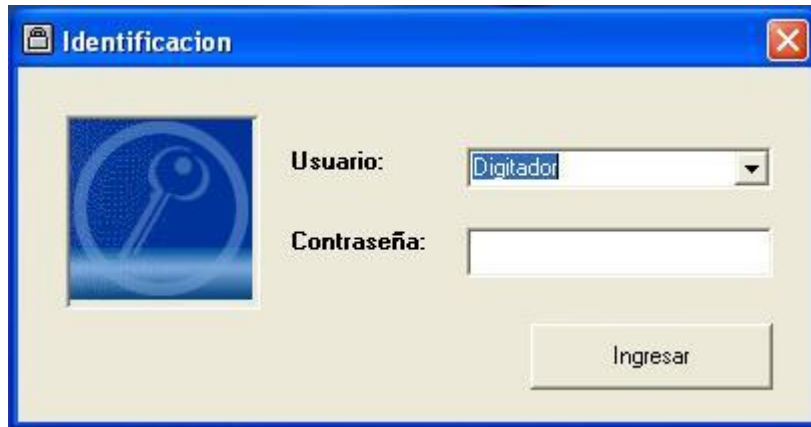 Identificacion
Usuario:
Digitador
Contraseña:
Ingresar